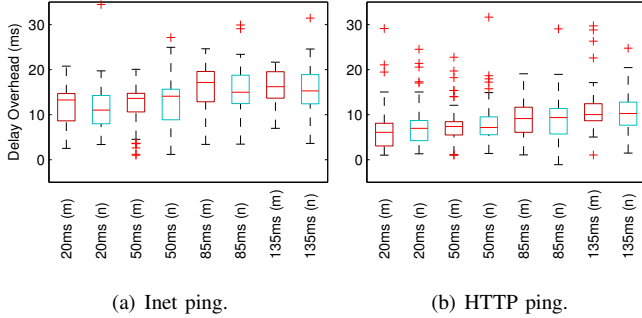 Delay Overhead (ms)
30
20
10
0
20ms (m)
20ms (n)
50ms (m)
50ms (n)
85ms (m)
85ms (n)
135ms (m)
135ms (n)
(a) Inet ping.
30
20
10
0
20ms (m)
20ms (n)
50ms (m)
50ms (n)
85ms (m)
85ms (n)
135ms (m)
135ms (n)
(b) HTTP ping.